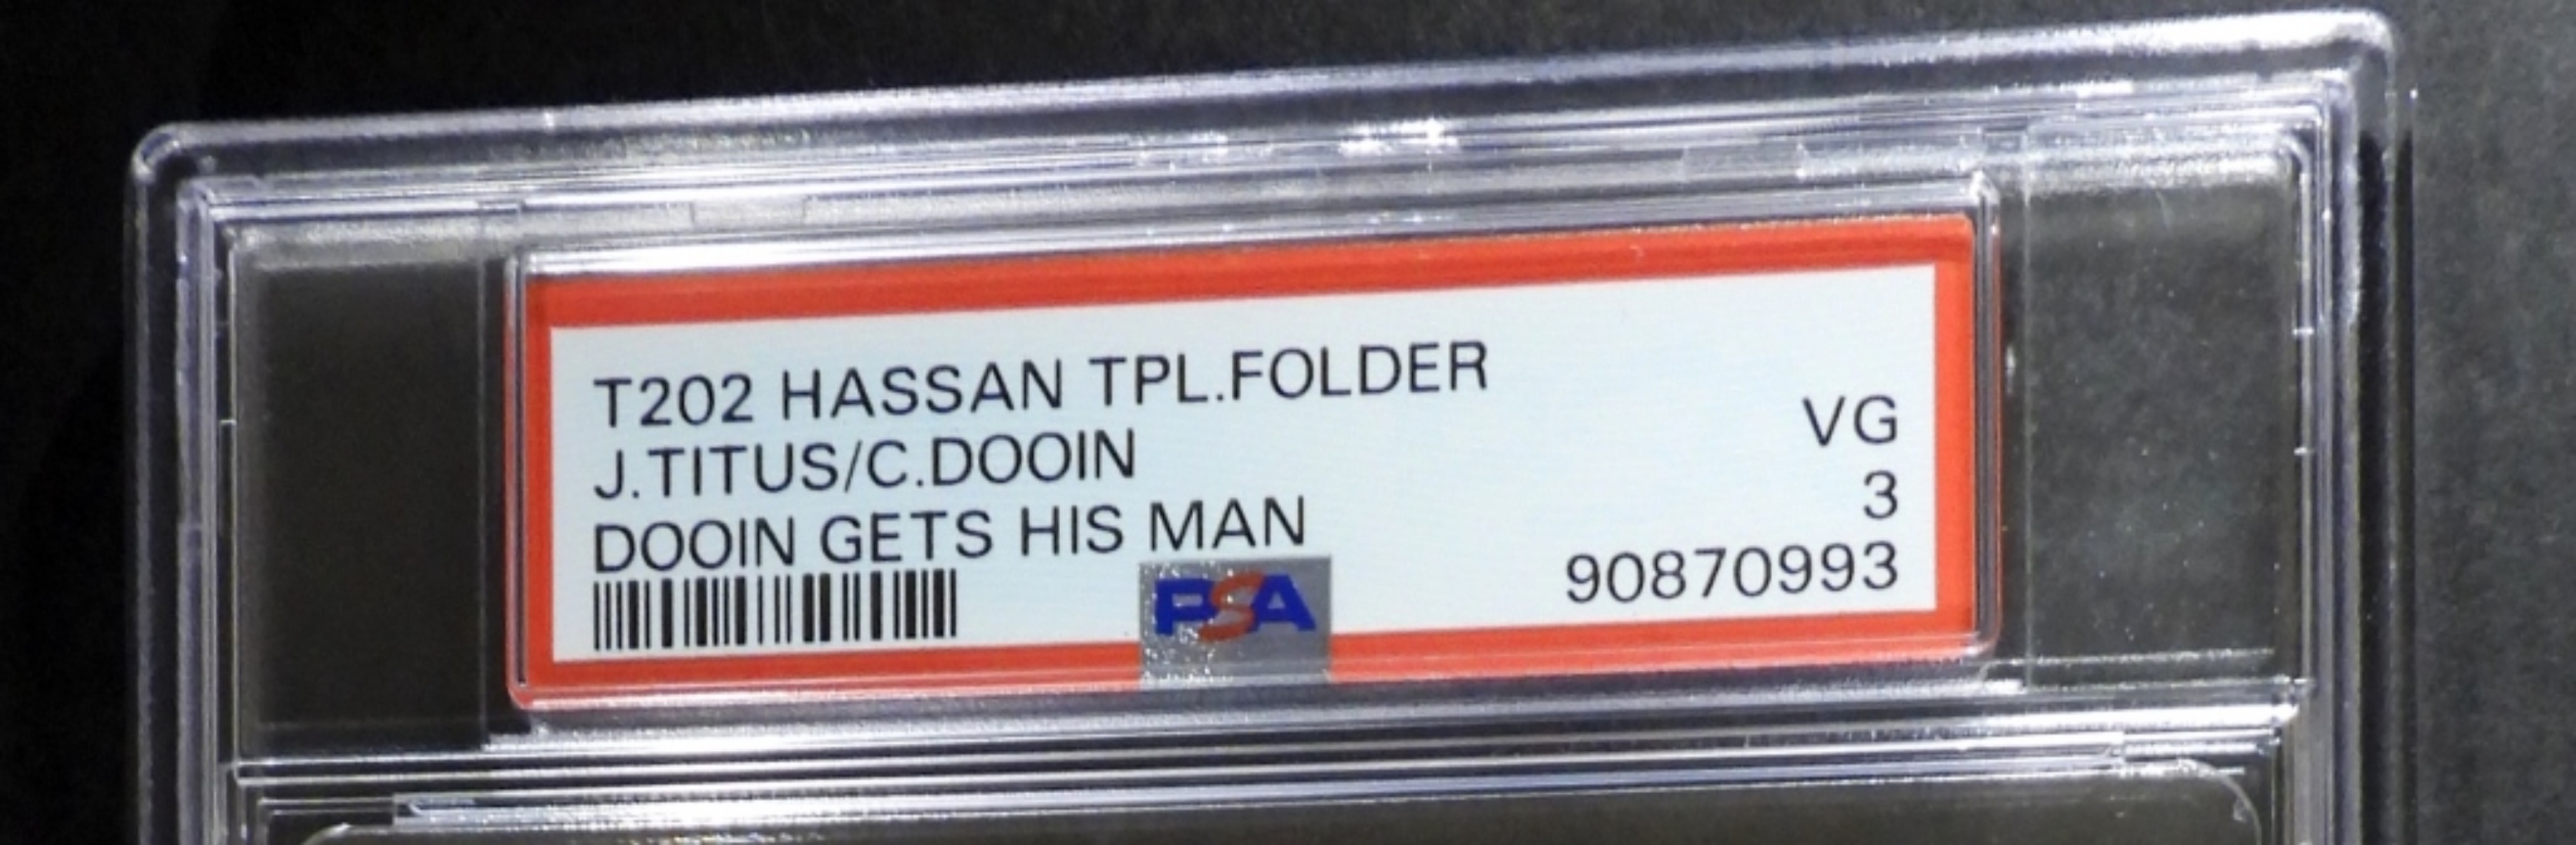 T202 HASSAN TPL.FOLDER
J.TITUS/C.DOOIN
DOOIN GETS HIS MAN
VG
3
90870993
PSA